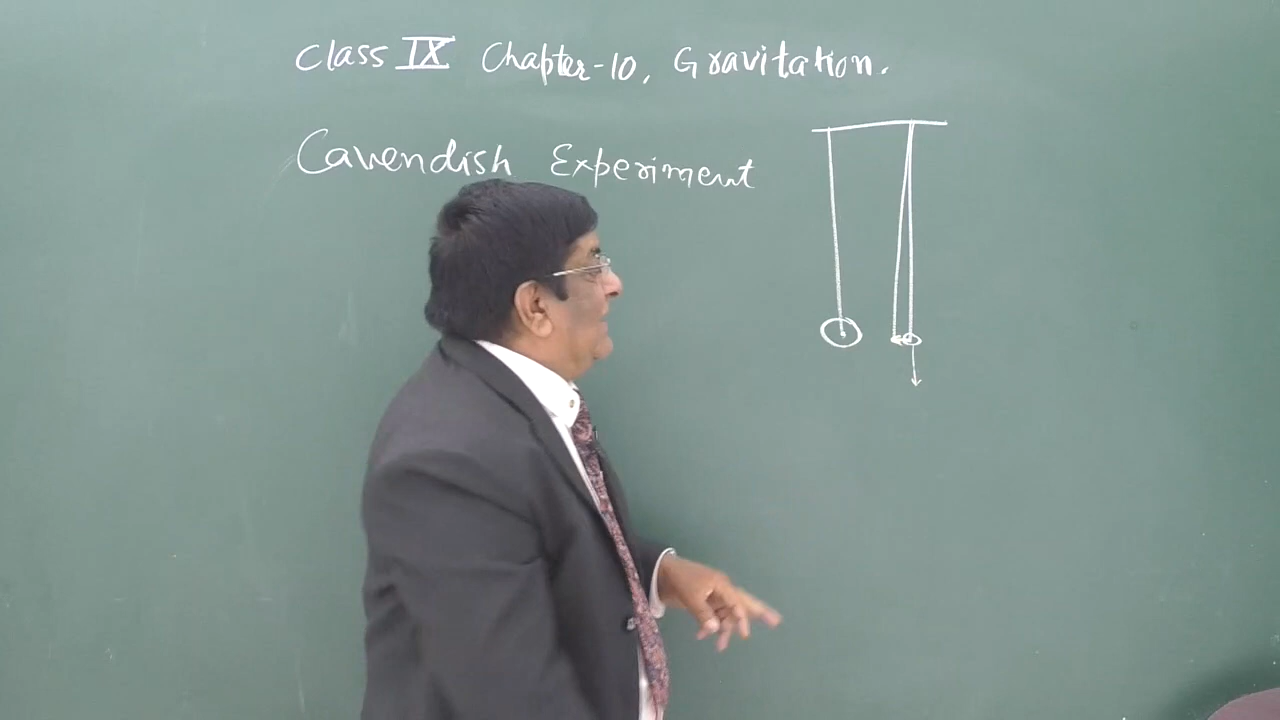 Class IX Chapter-10, Gravitation.
Cavendish Experiment